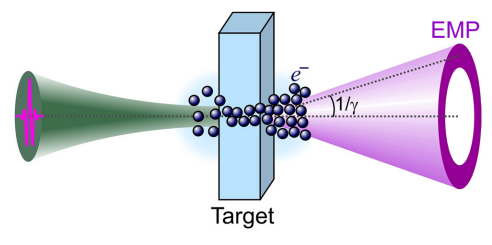 EMP
e⁻
1/γ
Target